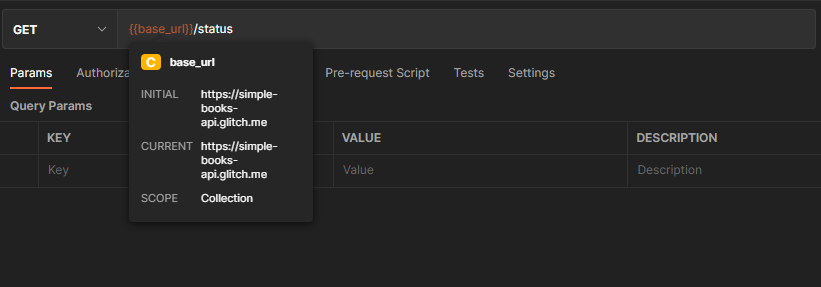 GET {{base_url}}/status
C base_url
Params Authoriza Pre-request Script Tests Settings
INITIAL https://simple-
books-
api.glitch.me
Query Params
KEY VALUE DESCRIPTION
CURRENT https://simple-
books-
api.glitch.me
Key Value Description
SCOPE Collection